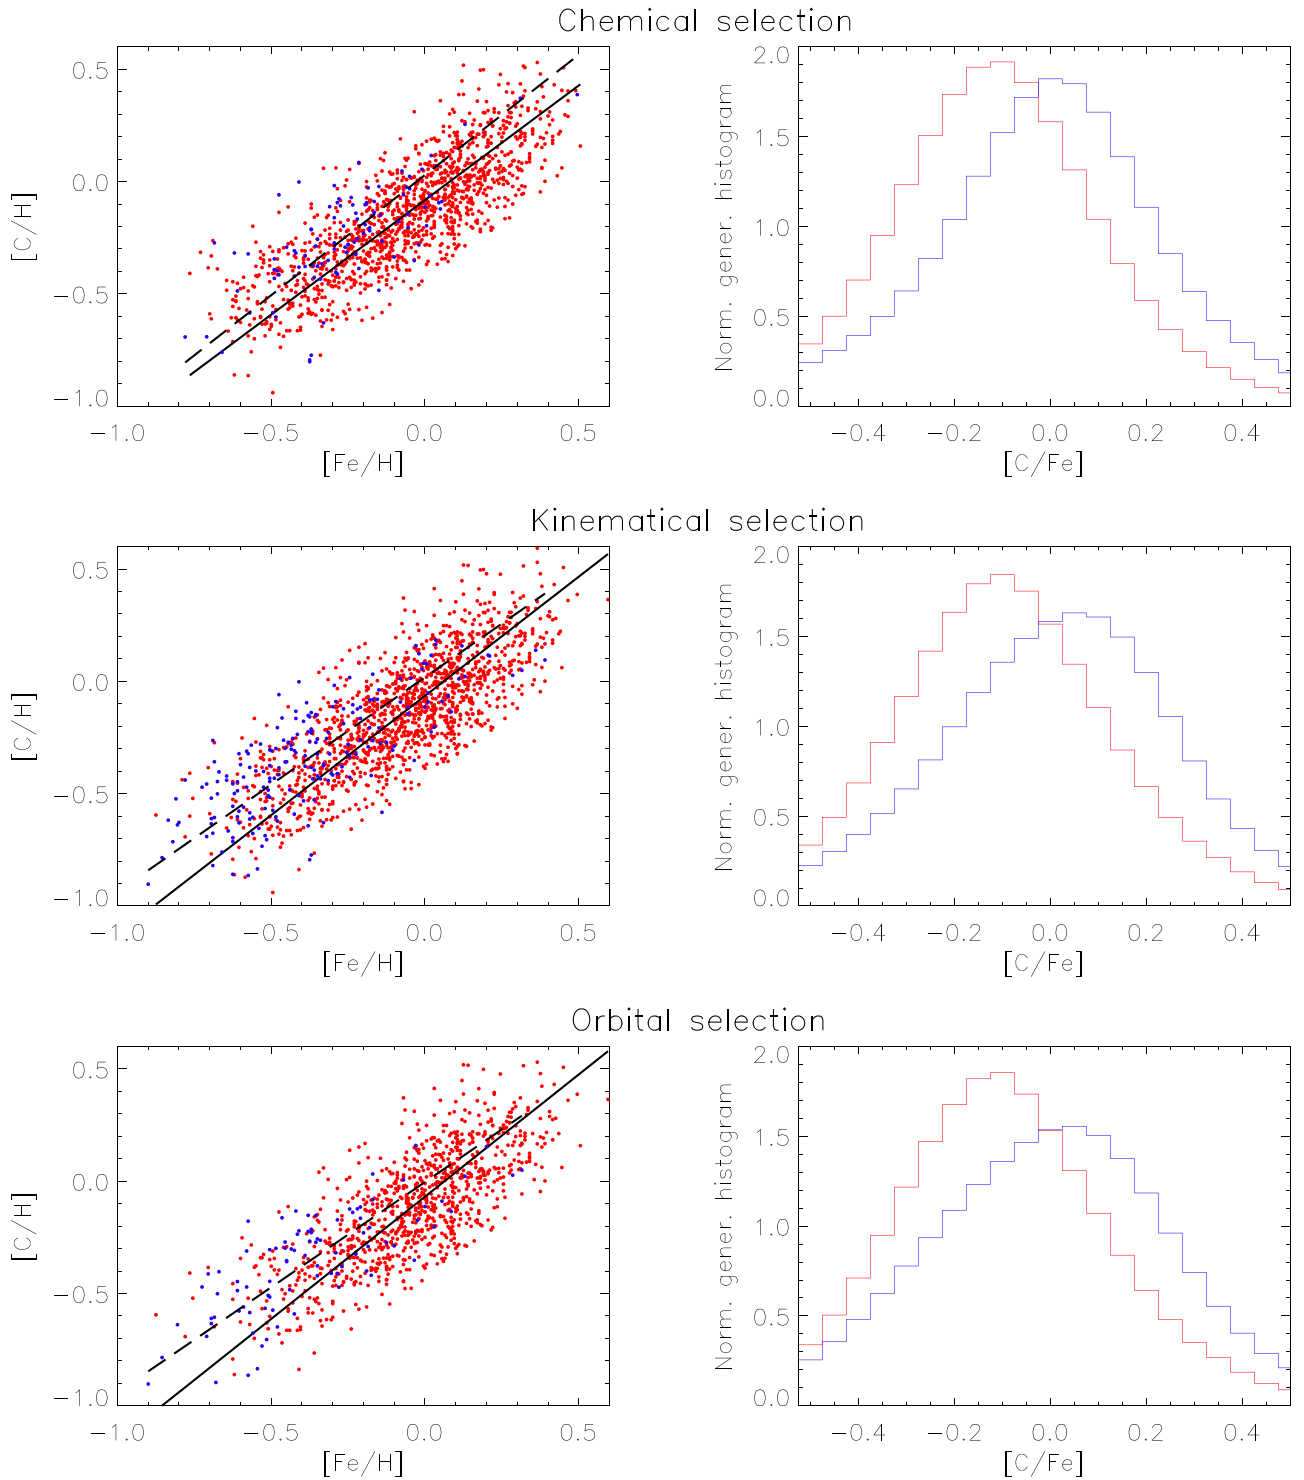 Chemical selection
0.5
0.0
−0.5
−1.0
[C/H]
−1.0 −0.5 0.0 0.5
[Fe/H]
2.0
1.5
1.0
0.5
0.0
Norm. gener. histogram
−0.4 −0.2 0.0 0.2 0.4
[C/Fe]
Kinematical selection
0.5
0.0
−0.5
−1.0
[C/H]
−1.0 −0.5 0.0 0.5
[Fe/H]
2.0
1.5
1.0
0.5
0.0
Norm. gener. histogram
−0.4 −0.2 0.0 0.2 0.4
[C/Fe]
Orbital selection
0.5
0.0
−0.5
−1.0
[C/H]
−1.0 −0.5 0.0 0.5
[Fe/H]
2.0
1.5
1.0
0.5
0.0
Norm. gener. histogram
−0.4 −0.2 0.0 0.2 0.4
[C/Fe]